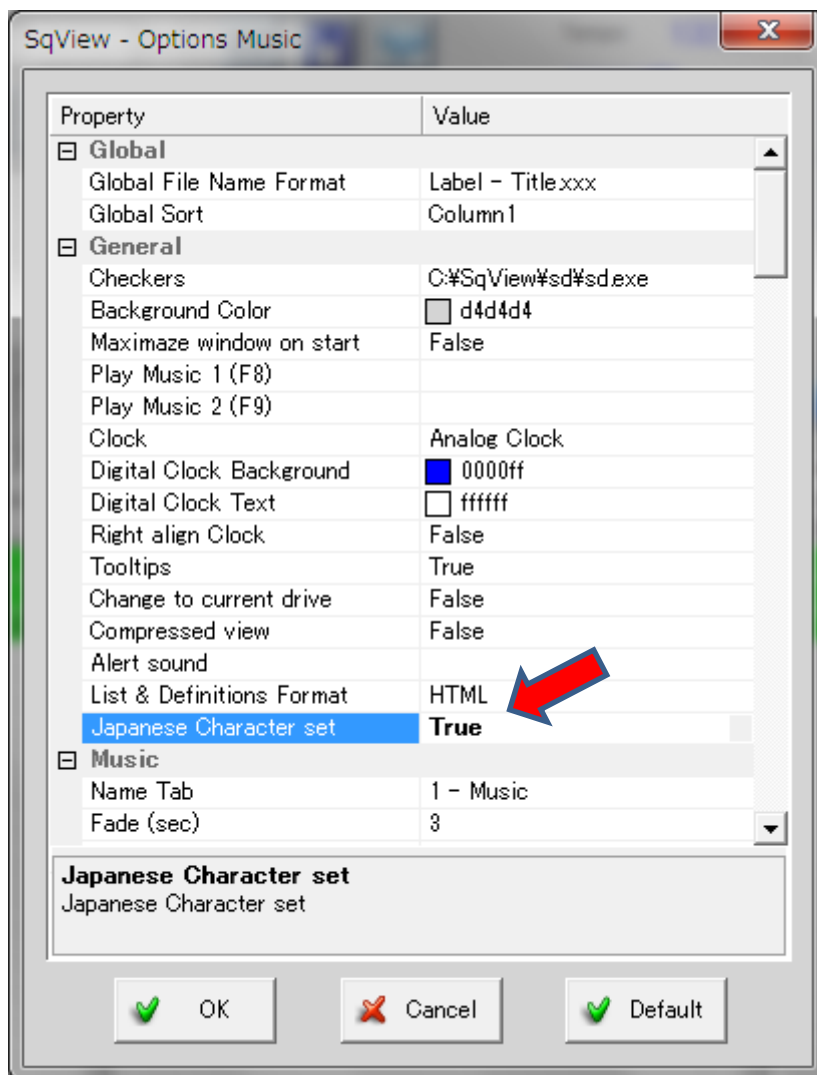 SqView - Options Music
Property Value
Global
Global File Name Format Label - Title.xxx
Global Sort Column1
General
Checkers C:¥SqView¥sd¥sd.exe
Background Color d4d4d4
Maximaze window on start False
Play Music 1 (F8)
Play Music 2 (F9)
Clock Analog Clock
Digital Clock Background 0000ff
Digital Clock Text ffffff
Right align Clock False
Tooltips True
Change to current drive False
Compressed view False
Alert sound
List & Definitions Format HTML
Japanese Character set True
Music
Name Tab 1 - Music
Fade (sec) 3
Japanese Character set
Japanese Character set
OK Cancel Default